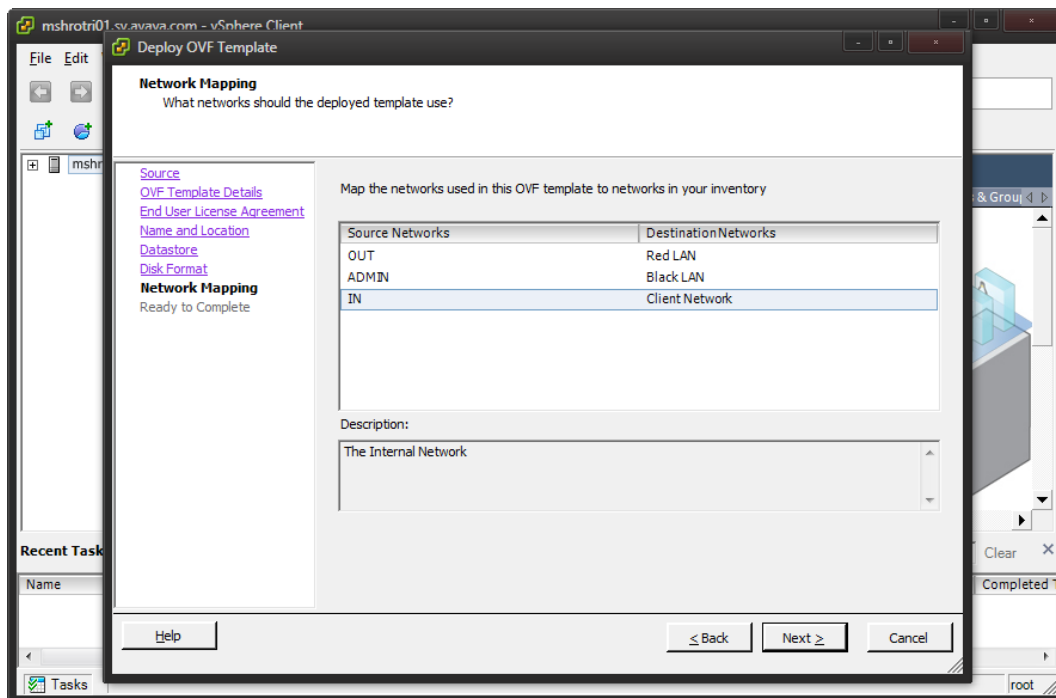 mshrotri01.sv.avaya.com - vSphere Client
File Edit
mshr
& Grou
Deploy OVF Template
Network Mapping
What networks should the deployed template use?
Source
OVF Template Details
End User License Agreement
Name and Location
Datastore
Disk Format
Network Mapping
Ready to Complete
Map the networks used in this OVF template to networks in your inventory
Source Networks Destination Networks
OUT Red LAN
ADMIN Black LAN
IN Client Network
Description:
The Internal Network
Help
< Back Next > Cancel
Recent Task
Clear
Name Completed T
Tasks root